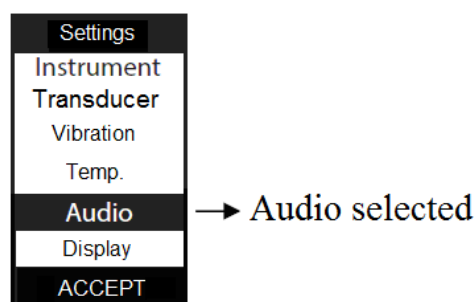 Settings
Instrument
Transducer
Vibration
Temp.
Audio
Audio selected
Display
ACCEPT